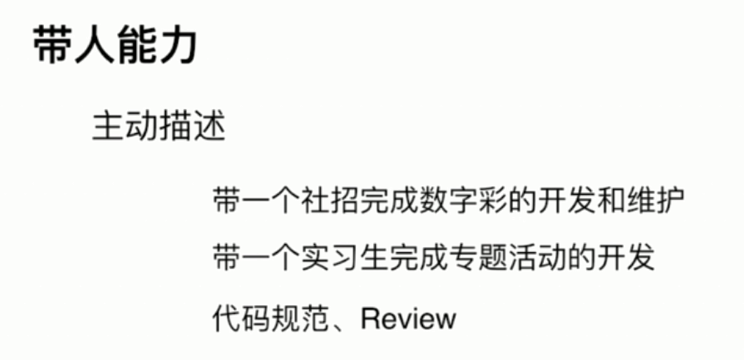 带人能力
主动描述
带一个社招完成数字彩的开发和维护
带一个实习生完成专题活动的开发
代码规范、Review